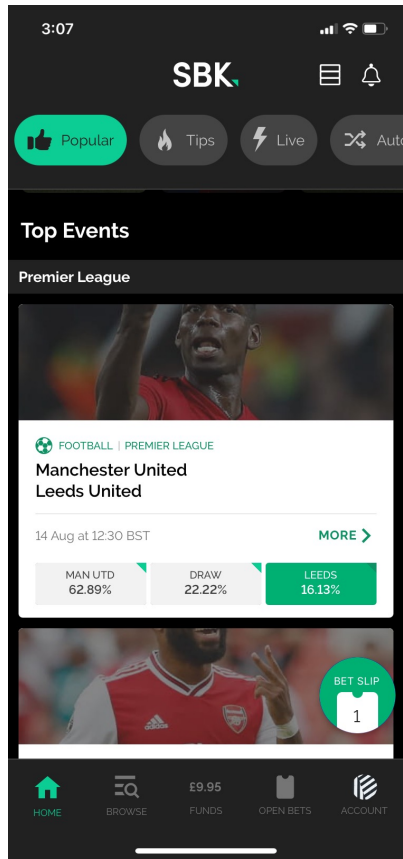 3:07
SBK
Popular
Tips
Live
Auto
Top Events
Premier League
FOOTBALL | PREMIER LEAGUE
Manchester United
Leeds United
14 Aug at 12:30 BST
MORE
MAN UTD
62.89%
DRAW
22.22%
LEEDS
16.13%
BET SLIP
1
HOME
BROWSE
£9.95
FUNDS
OPEN BETS
ACCOUNT